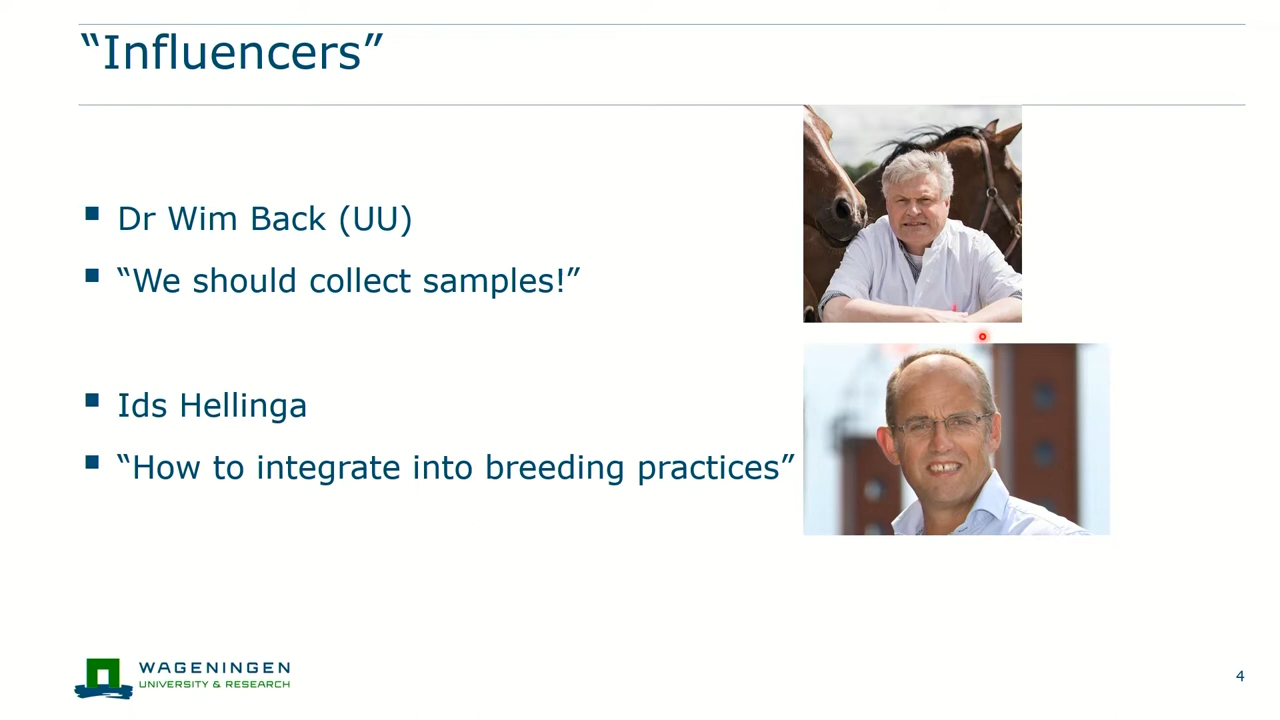 “Influencers”
Dr Wim Back (UU)
“We should collect samples!”
Ids Hellinga
“How to integrate into breeding practices”
WAGENINGEN
UNIVERSITY & RESEARCH
4